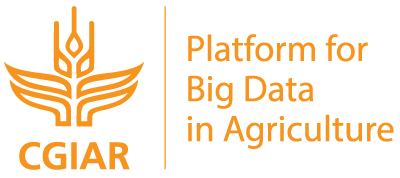 CGIAR
Platform for
Big Data
in Agriculture